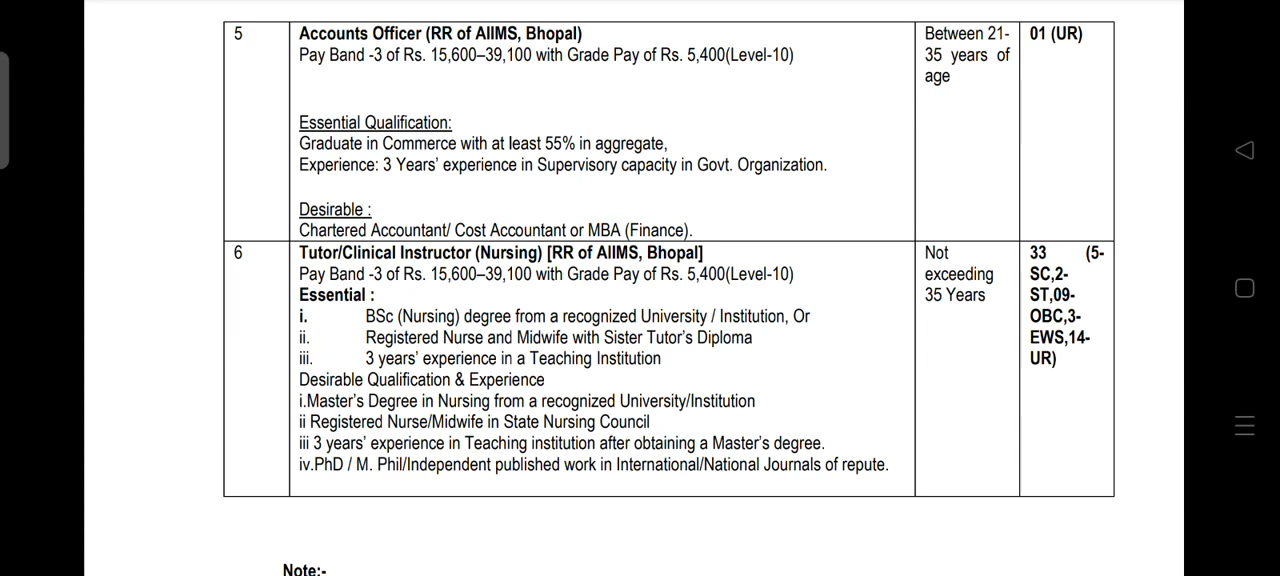 5
Accounts Officer (RR of AIIMS, Bhopal)
Pay Band -3 of Rs. 15,600–39,100 with Grade Pay of Rs. 5,400(Level-10)
Essential Qualification:
Graduate in Commerce with at least 55% in aggregate,
Experience: 3 Years’ experience in Supervisory capacity in Govt. Organization.
Desirable :
Chartered Accountant/ Cost Accountant or MBA (Finance).
Between 21-
35 years of
age
01 (UR)
6
Tutor/Clinical Instructor (Nursing) [RR of AIIMS, Bhopal]
Pay Band -3 of Rs. 15,600–39,100 with Grade Pay of Rs. 5,400(Level-10)
Essential :
i. BSc (Nursing) degree from a recognized University / Institution, Or
ii. Registered Nurse and Midwife with Sister Tutor’s Diploma
iii. 3 years’ experience in a Teaching Institution
Desirable Qualification & Experience
i.Master’s Degree in Nursing from a recognized University/Institution
ii Registered Nurse/Midwife in State Nursing Council
iii 3 years’ experience in Teaching institution after obtaining a Master’s degree.
iv.PhD / M. Phil/Independent published work in International/National Journals of repute.
Not
exceeding
35 Years
33 (5-
SC,2-
ST,09-
OBC,3-
EWS,14-
UR)
Note:-